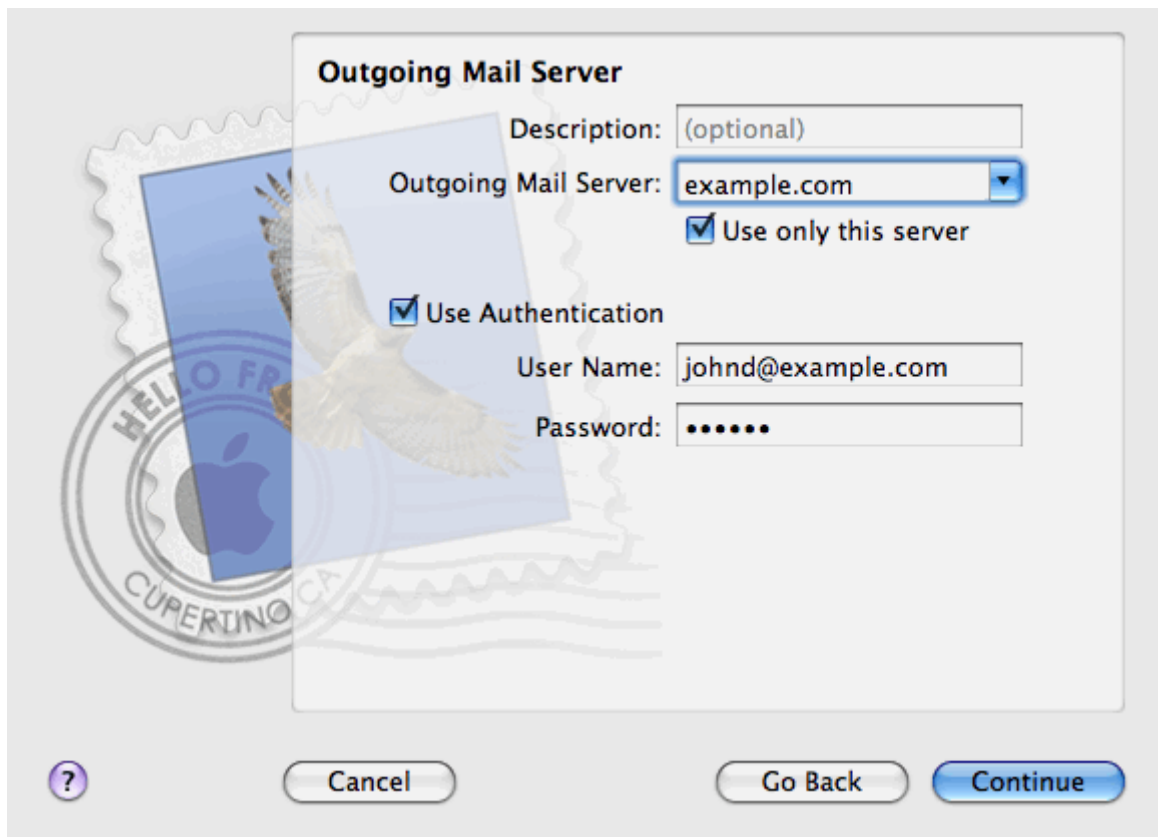 Outgoing Mail Server
Description: (optional)
Outgoing Mail Server: example.com
Use only this server
Use Authentication
User Name: johnd@example.com
Password: ••••••
HELLO FR
CUPERTINO CA
? Cancel Go Back Continue